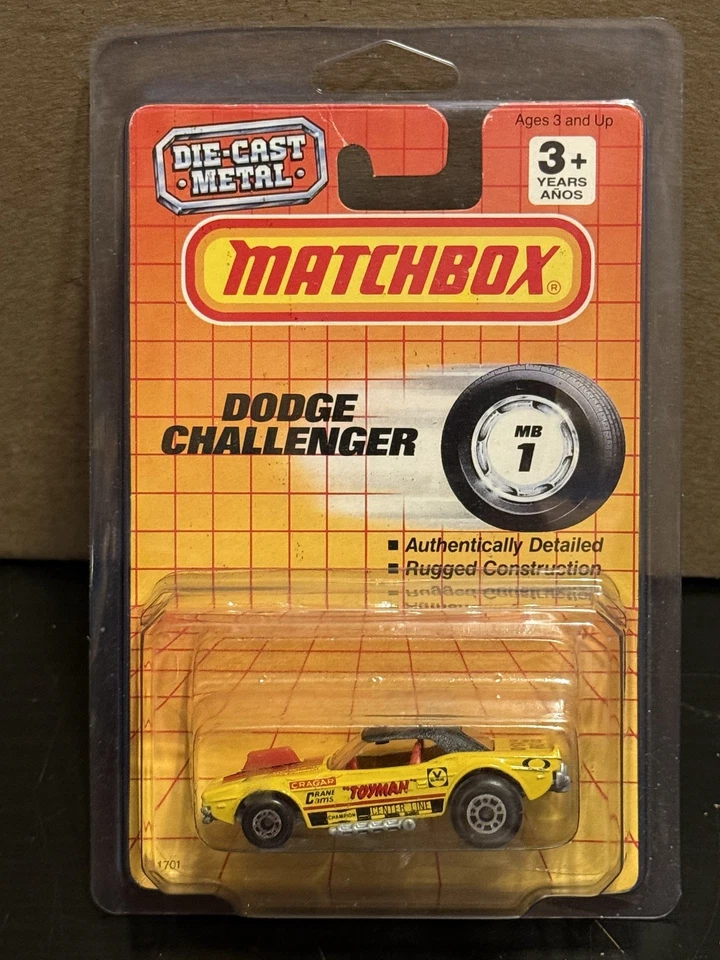 Ages 3 and Up
DIE-CAST
METAL
3+
YEARS
AÑOS
MATCHBOX®
DODGE
CHALLENGER
MB
1
■ Authentically Detailed
■ Rugged Construction
CRAGAR
CRANE
Cams
"TOYMAN"
CHAMPION
CENTER LINE
1701